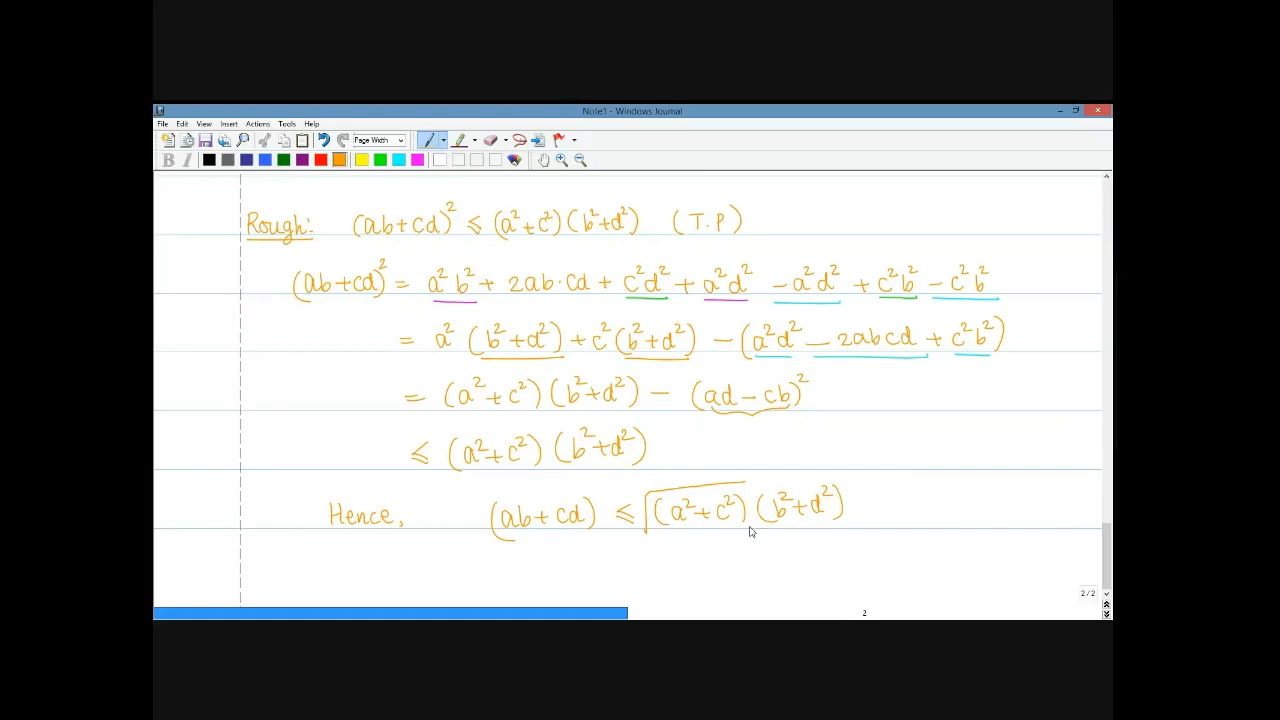 Note1 - Windows Journal
File Edit View Insert Actions Tools Help
Page Width
B I
Rough: (ab+cd)² ⩽ (a²+c²)(b²+d²) (T.P)
(ab+cd)² = a²b² + 2ab·cd + c²d² + a²d² - a²d² + c²b² - c²b²
= a² (b²+d²) + c² (b²+d²) - (a²d² - 2abcd + c²b²)
= (a²+c²)(b²+d²) - (ad-cb)²
⩽ (a²+c²) (b²+d²)
Hence, (ab+cd) ⩽ √(a²+c²) (b²+d²)
2/2
2